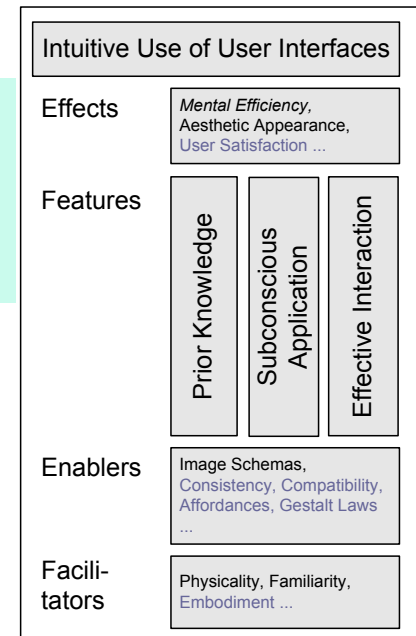 Intuitive Use of User Interfaces
Effects
Mental Efficiency,
Aesthetic Appearance,
User Satisfaction ...
Features
Prior Knowledge
Subconscious
Application
Effective Interaction
Enablers
Image Schemas,
Consistency, Compatibility,
Affordances, Gestalt Laws
...
Facili-
tators
Physicality, Familiarity,
Embodiment ...